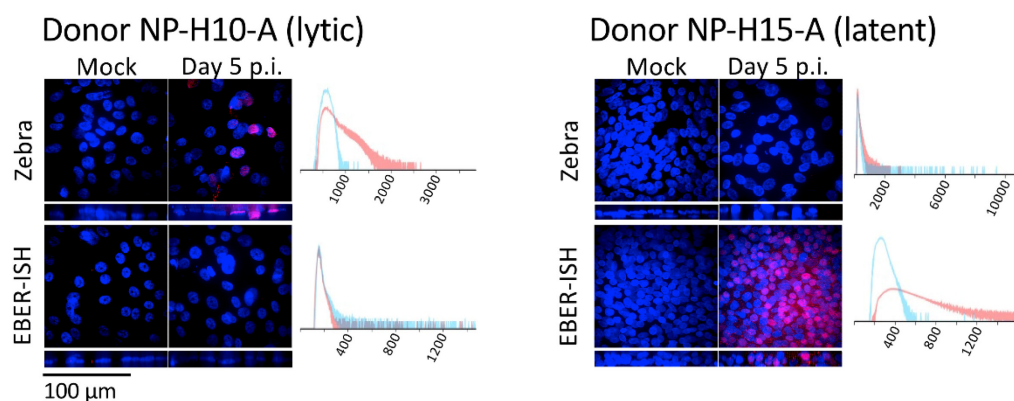 Donor NP-H10-A (lytic)
Mock Day 5 p.i.
Zebra
1000 2000 3000
EBER-ISH
400 800 1200
100 µm
Donor NP-H15-A (latent)
Mock Day 5 p.i.
Zebra
2000 6000 10000
EBER-ISH
400 800 1200